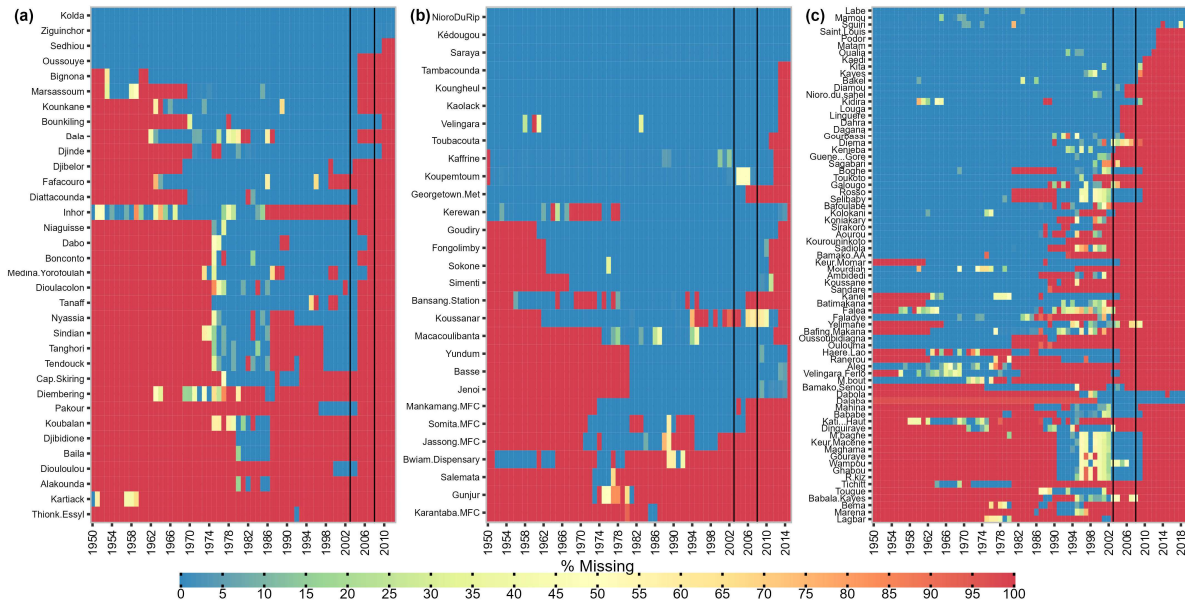 (a)
Kolda
Ziguinchor
Sedhiou
Oussouye
Bignona
Marsassoum
Kounkane
Bounkiling
Dala
Djinde
Djibelor
Fafacouro
Diattacounda
Inhor
Niaguisse
Dabo
Bonconto
Medina.Yorofoulah
Dioulacolon
Tanaff
Nyassia
Sindian
Tanghori
Tendouck
Cap.Skiring
Diembering
Pakour
Koubalan
Djibidione
Baila
Diouloulou
Alakounda
Kartiack
Thionk.Essyl
1950 1954 1958 1962 1966 1970 1974 1978 1982 1986 1990 1994 1998 2002 2006 2010
(b)
NioroDuRip
Kédougou
Saraya
Tambacounda
Koungheul
Kaolack
Velingara
Toubacouta
Kaffrine
Koupemtoum
Georgetown.Met
Kerewan
Goudiry
Fongolimby
Sokone
Simenti
Bansang.Station
Koussanar
Macacoulibanta
Yundum
Basse
Jenoi
Mankamang.MFC
Somita.MFC
Jassong.MFC
Bwiam.Dispensary
Salemata
Gunjur
Karantaba.MFC
1950 1954 1958 1962 1966 1970 1974 1978 1982 1986 1990 1994 1998 2002 2006 2010 2014
(c)
Labe
Mamou
Siguiri
Saint.Louis
Podor
Matam
Oualia
Kaedi
Kita
Kayes
Bakel
Diamou
Nioro.du.sahel
Kidira
Louga
Linguere
Dahra
Dagana
Gourbassi
Diema
Kenieba
Guene...Gore
Sagabari
Boghe
Toukoto
Galougo
Rosso
Selibaby
Bafoulabe
Kolokani
Koniakary
Sirakoro
Aourou
Kourouninkoto
Sadiola
Bamako.AA
Keur.Momar
Mourdiah
Ambidedi
Koussane
Sandare
Kanel
Batimakana
Falea
Faladye
Yelimane
Bafing.Makana
Oussoubidiagna
Oulouma
Haere.Lao
Ranerou
Aleg
Velingara.Ferlo
M.bout
Bamako.Senou
Dabola
Dalaba
Mahina
Bababe
Kati...Haut
Dinguiraye
M.bagne
Keur.Macene
Maghama
Gouraye
Wampou
Ghabou
R.kiz
Tichitt
Tougue
Babala.Kayes
Bema
Marena
Lagbar
1950 1954 1958 1962 1966 1970 1974 1978 1982 1986 1990 1994 1998 2002 2006 2010 2014 2018
% Missing
0 5 10 15 20 25 30 35 40 45 50 55 60 65 70 75 80 85 90 95 100